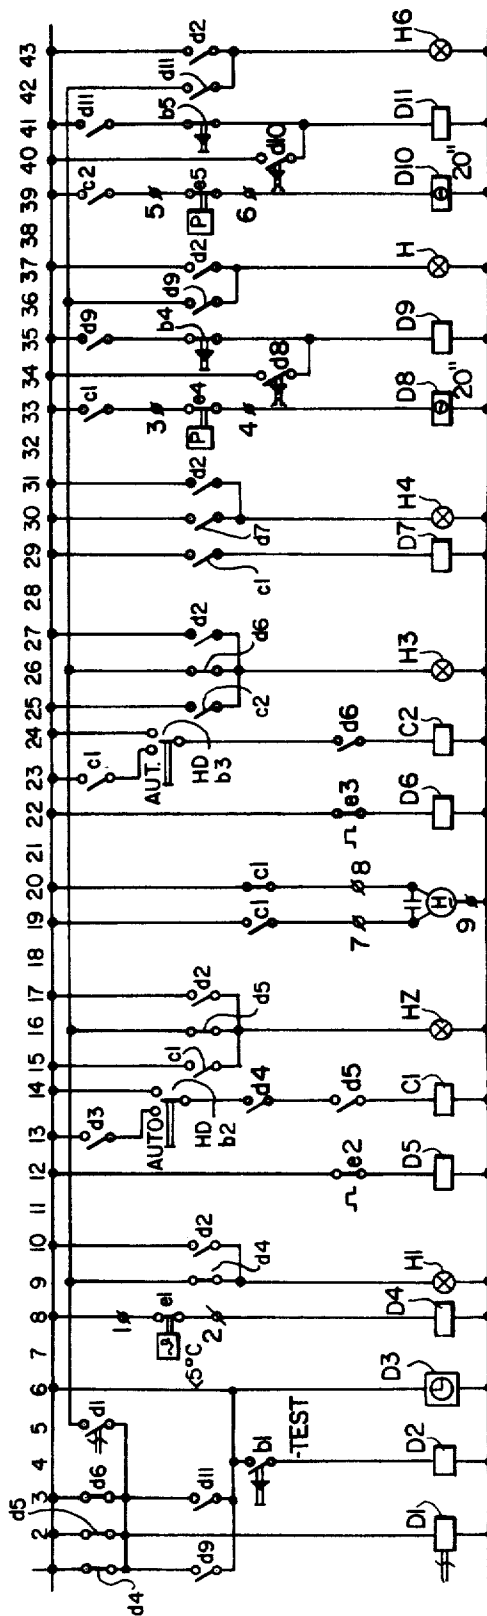 2 3 4 5 6 7 8 9 10 11 12 13 14 15 16 17 18 19 20 21 22 23 24 25 26 27 28 29 30 31 32 33 34 35 36 37 38 39 40 41 42 43
d5 d6 d1 d3 c1 c1 d9 c2 d11
d4
1 3 5
AUTO AUT.
e1 HD HD P e4 b4 d9 P e5 b5 d11
<5°C b2 b3
d9 d11 d4 d2 c1 d5 d2 c2 d6 d2 c1 d7 d2 d2 d2
2 4 6
b1 d4 c1 c1 d8 d10
-TEST
e2 d5 7 8 e3 d6
D1 D2 D3 D4 H1 D5 C1 HZ H D6 C2 H3 D7 H4 D8 D9 H D10 D11 H6
9 20" 20"